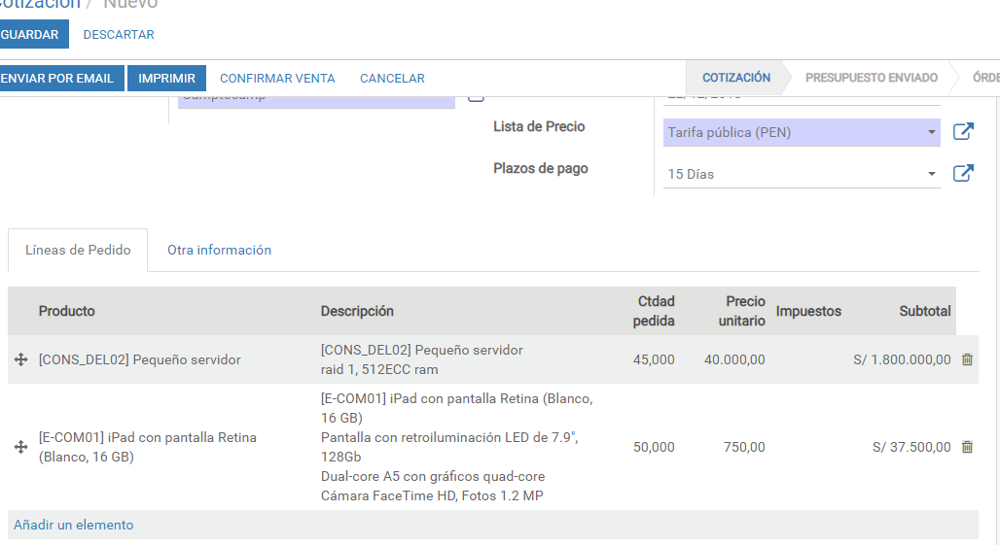 Cotización / Nuevo
GUARDAR DESCARTAR
ENVIAR POR EMAIL IMPRIMIR CONFIRMAR VENTA CANCELAR COTIZACIÓN PRESUPUESTO ENVIADO ÓRDE
Lista de Precio Tarifa pública (PEN)
Plazos de pago 15 Días
Líneas de Pedido Otra información
Producto Descripción Ctdad pedida Precio unitario Impuestos Subtotal
[CONS_DEL02] Pequeño servidor
[CONS_DEL02] Pequeño servidor
raid 1, 512ECC ram
45,000 40.000,00 S/ 1.800.000,00
[E-COM01] iPad con pantalla Retina
(Blanco, 16 GB)
[E-COM01] iPad con pantalla Retina (Blanco,
16 GB)
Pantalla con retroiluminación LED de 7.9",
128Gb
Dual-core A5 con gráficos quad-core
Cámara FaceTime HD, Fotos 1.2 MP
50,000 750,00 S/ 37.500,00
Añadir un elemento